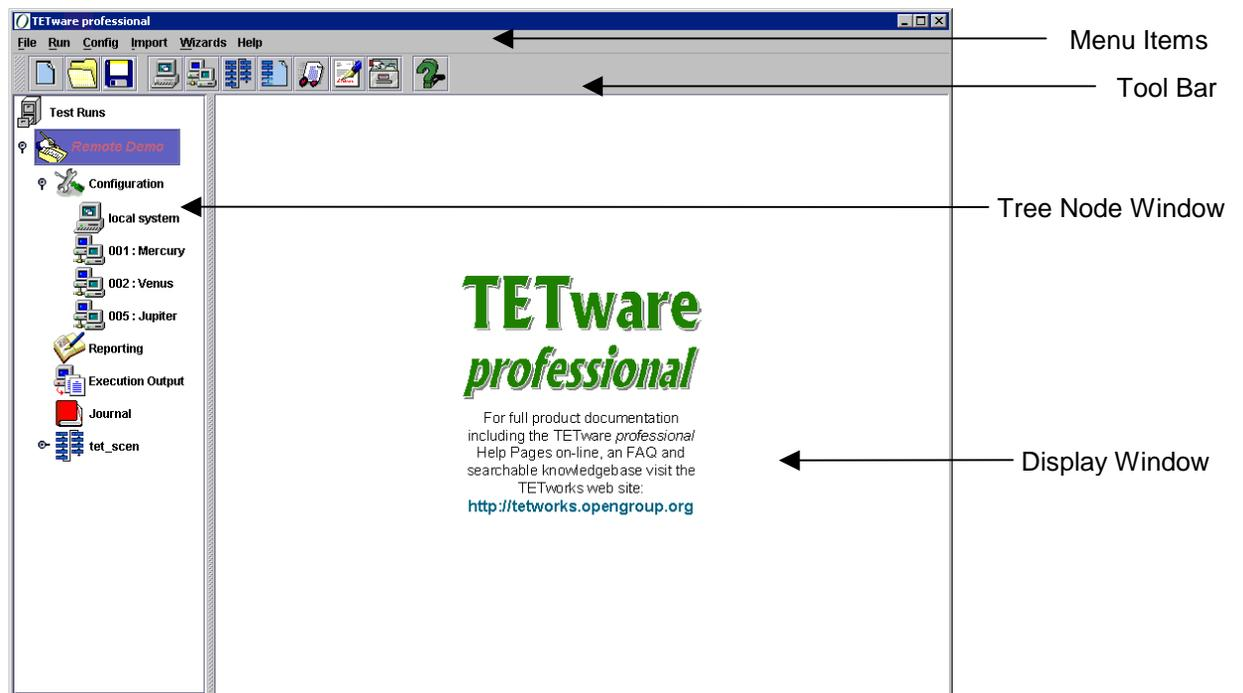 TETware professional
File Run Config Import Wizards Help
Menu Items
Tool Bar
Test Runs
Remote Demo
Configuration
local system
001 : Mercury
002 : Venus
005 : Jupiter
Reporting
Execution Output
Journal
tet_scen
Tree Node Window
TETware
professional
For full product documentation
including the TETware professional
Help Pages on-line, an FAQ and
searchable knowledgebase visit the
TETworks web site:
http://tetworks.opengroup.org
Display Window